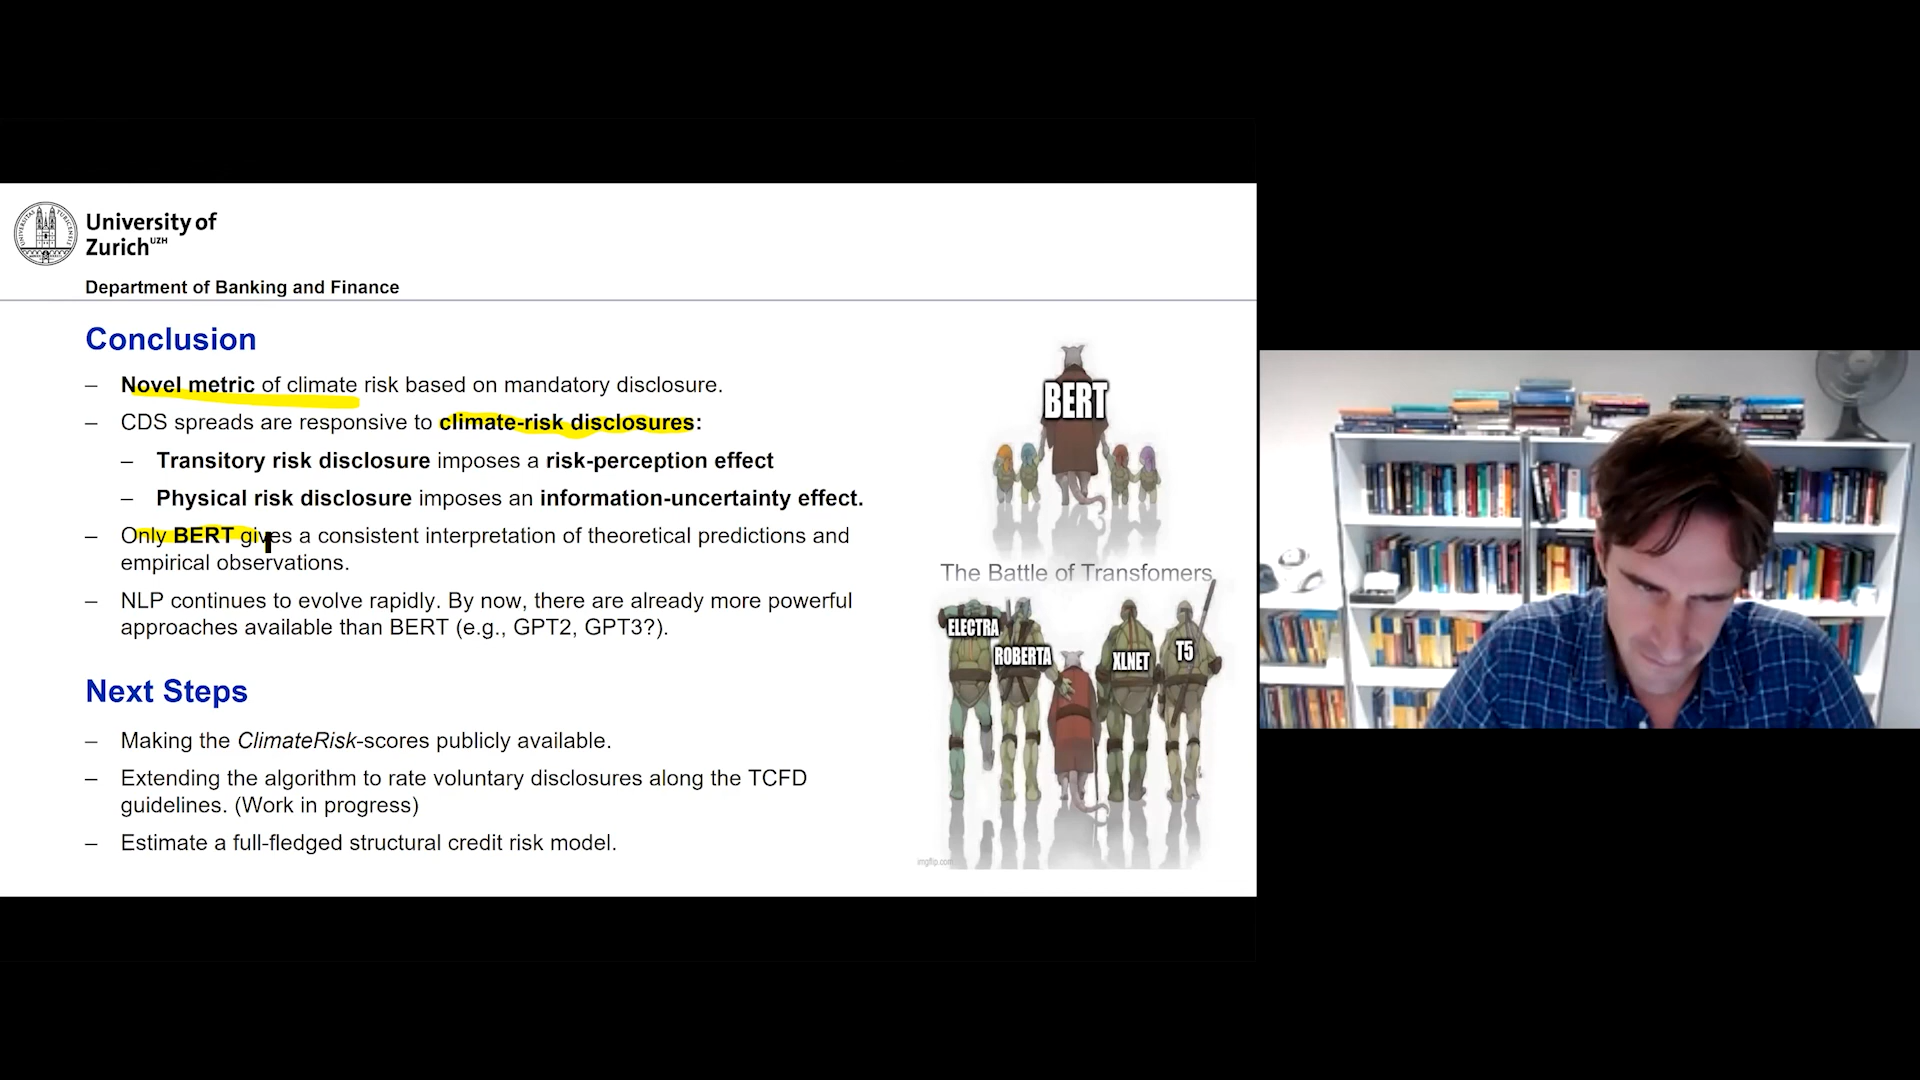 University of
Zurich UZH
Department of Banking and Finance
Conclusion
– Novel metric of climate risk based on mandatory disclosure.
– CDS spreads are responsive to climate-risk disclosures:
– Transitory risk disclosure imposes a risk-perception effect
– Physical risk disclosure imposes an information-uncertainty effect.
– Only BERT gives a consistent interpretation of theoretical predictions and
empirical observations.
– NLP continues to evolve rapidly. By now, there are already more powerful
approaches available than BERT (e.g., GPT2, GPT3?).
Next Steps
– Making the ClimateRisk-scores publicly available.
– Extending the algorithm to rate voluntary disclosures along the TCFD
guidelines. (Work in progress)
– Estimate a full-fledged structural credit risk model.
BERT
The Battle of Transfomers
ELECTRA
ROBERTA
XLNET
T5
imgflip.com